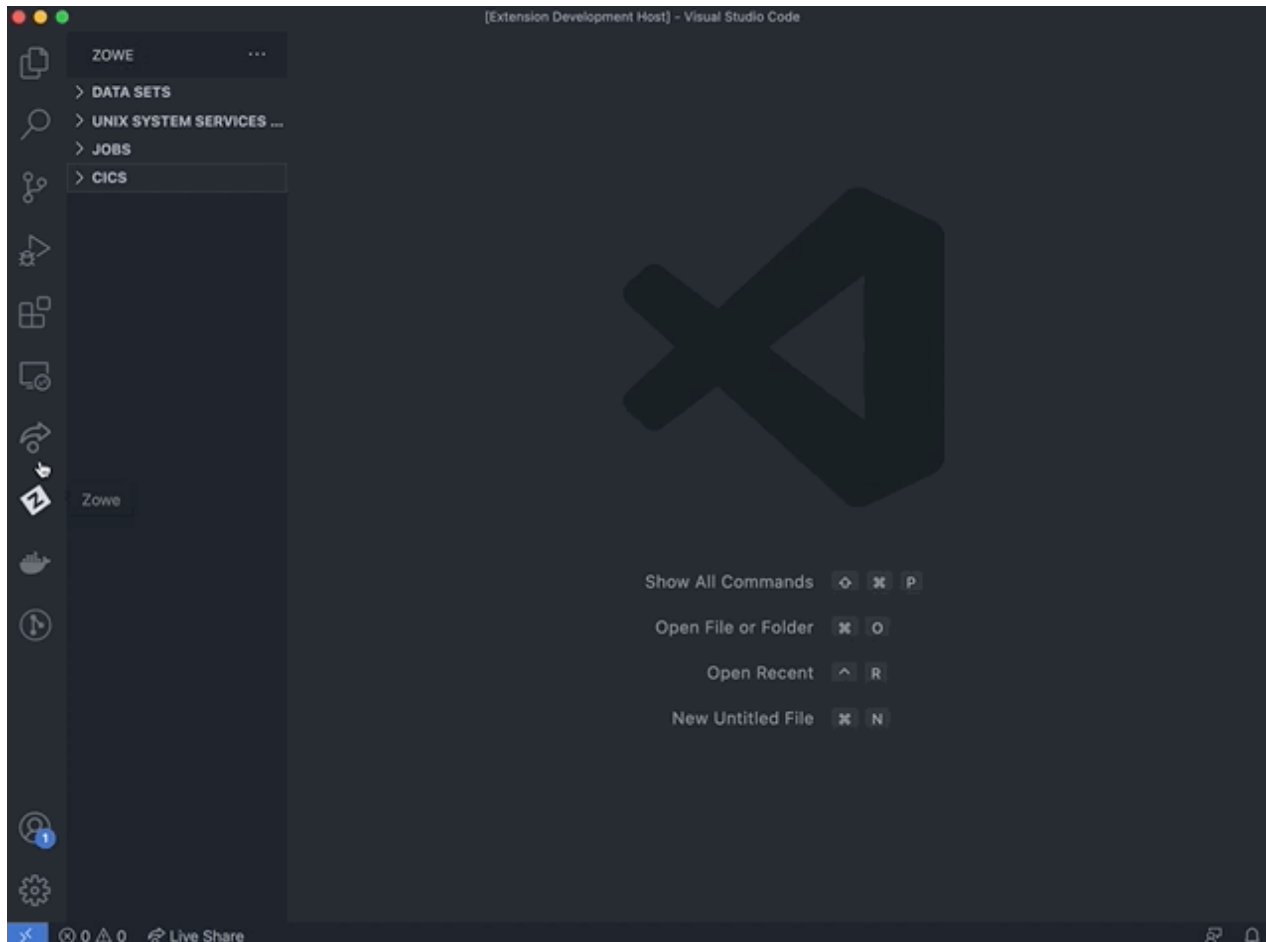 [Extension Development Host] - Visual Studio Code
ZOWE ...
DATA SETS
UNIX SYSTEM SERVICES ...
JOBS
CICS
Zowe
Show All Commands ⇧ ⌘ P
Open File or Folder ⌘ O
Open Recent ^ R
New Untitled File ⌘ N
1
0 0 Live Share